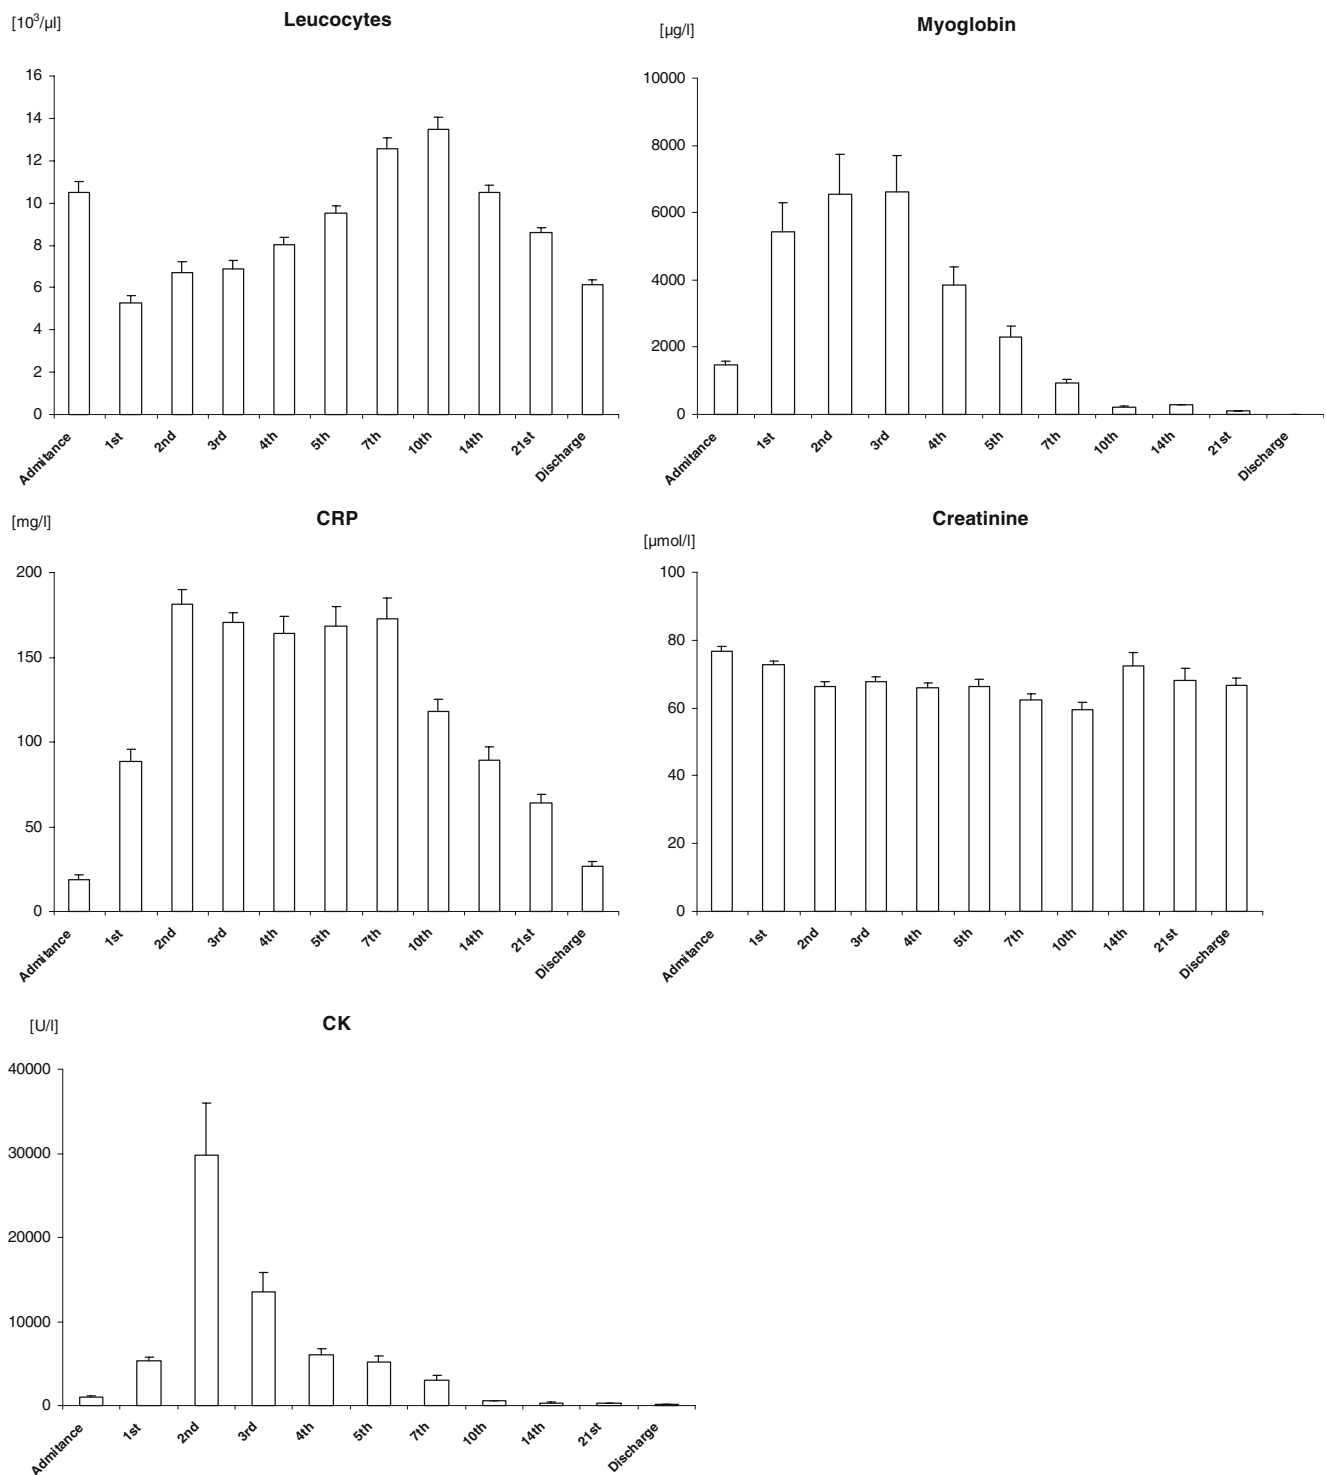 Leucocytes
[10³/µl]
16
14
12
10
8
6
4
2
0
Admitance 1st 2nd 3rd 4th 5th 7th 10th 14th 21st Discharge
Myoglobin
[µg/l]
10000
8000
6000
4000
2000
0
Admitance 1st 2nd 3rd 4th 5th 7th 10th 14th 21st Discharge
CRP
[mg/l]
200
150
100
50
0
Admitance 1st 2nd 3rd 4th 5th 7th 10th 14th 21st Discharge
Creatinine
[µmol/l]
100
80
60
40
20
0
Admitance 1st 2nd 3rd 4th 5th 7th 10th 14th 21st Discharge
CK
[U/l]
40000
30000
20000
10000
0
Admitance 1st 2nd 3rd 4th 5th 7th 10th 14th 21st Discharge